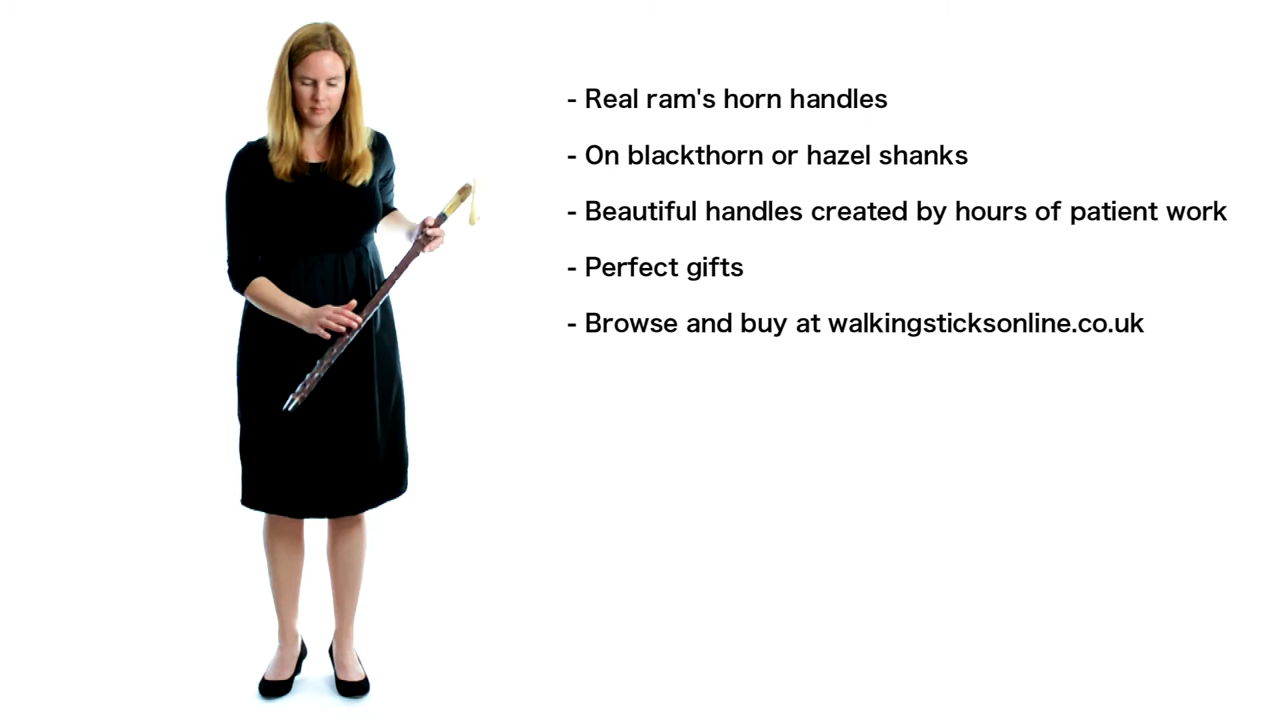 - Real ram's horn handles
- On blackthorn or hazel shanks
- Beautiful handles created by hours of patient work
- Perfect gifts
- Browse and buy at walkingsticksonline.co.uk